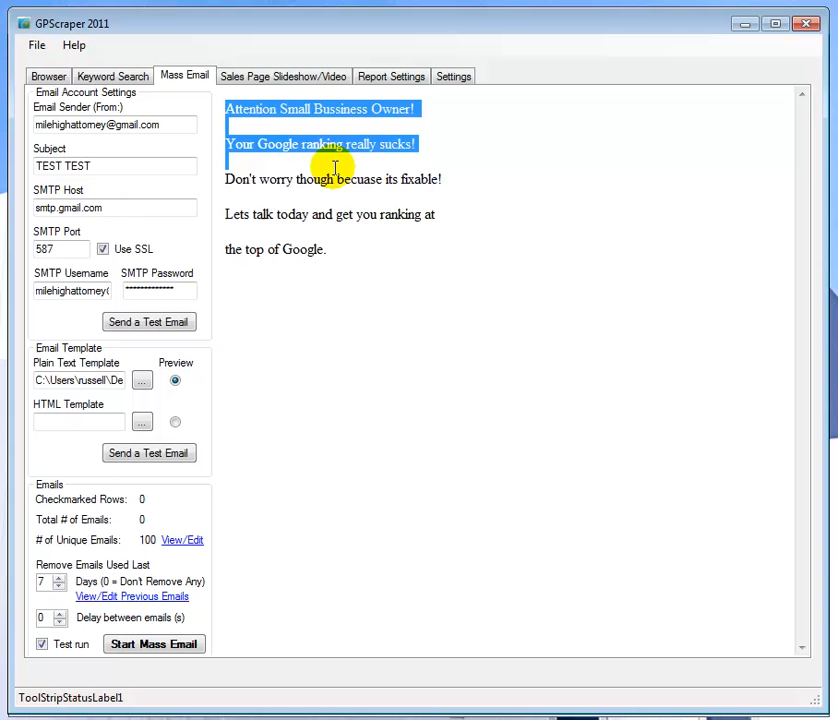 GPScraper 2011
File Help
Browser Keyword Search Mass Email Sales Page Slideshow/Video Report Settings Settings
Email Account Settings
Email Sender (From:)
milehighattorney@gmail.com
Subject
TEST TEST
SMTP Host
smtp.gmail.com
SMTP Port
587 Use SSL
SMTP Username SMTP Password
milehighattorney( *************
Send a Test Email
Email Template
Plain Text Template Preview
C:\Users\russell\De ...
HTML Template
...
Send a Test Email
Emails
Checkmarked Rows: 0
Total # of Emails: 0
# of Unique Emails: 100 View/Edit
Remove Emails Used Last
7 Days (0 = Don't Remove Any)
View/Edit Previous Emails
0 Delay between emails (s)
Test run Start Mass Email
Attention Small Bussiness Owner!
Your Google ranking really sucks!
Don't worry though becuase its fixable!
Lets talk today and get you ranking at
the top of Google.
ToolStripStatusLabel1